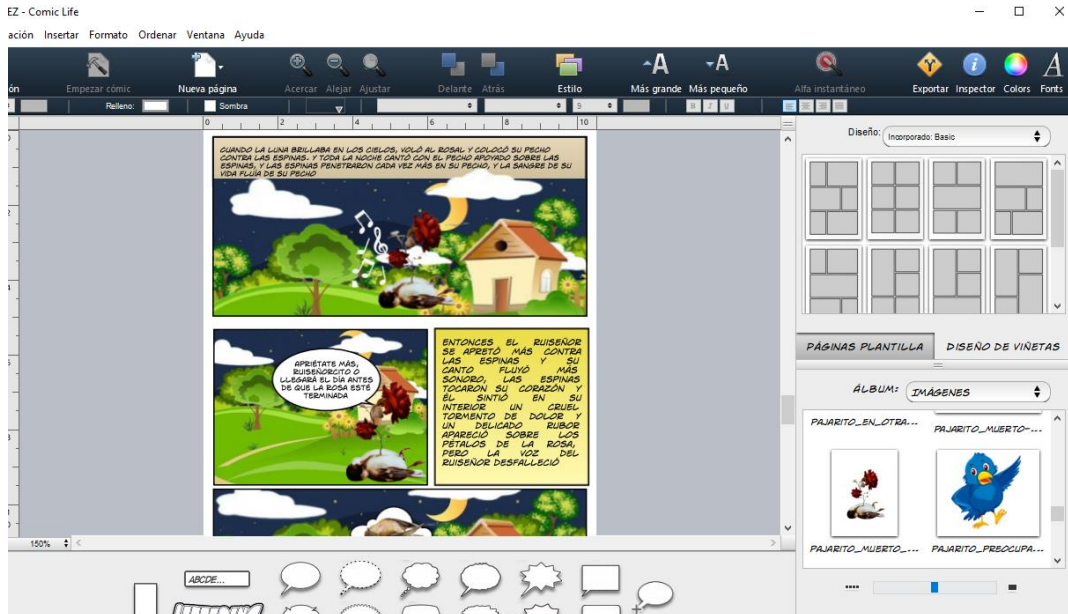 EZ - Comic Life
ación Insertar Formato Ordenar Ventana Ayuda
ón Empezar cómic Nueva página Acercar Alejar Ajustar Delante Atrás Estilo Más grande Más pequeño Alfa instantáneo Exportar Inspector Colors Fonts
Relleno: Sombra 9 B I U
0 2 4 6 8 10
CUANDO LA LUNA BRILLABA EN LOS CIELOS, VOLÓ AL ROSAL Y COLOCÓ SU PECHO
CONTRA LAS ESPINAS. Y TODA LA NOCHE CANTÓ CON EL PECHO APOYADO SOBRE LAS
ESPINAS, Y LAS ESPINAS PENETRARON CADA VEZ MÁS EN SU PECHO, Y LA SANGRE DE SU
VIDA FLUÍA DE SU PECHO
APRIÉTATE MÁS,
RUISEÑORCITO O
LLEGARÁ EL DÍA ANTES
DE QUE LA ROSA ESTÉ
TERMINADA
ENTONCES EL RUISEÑOR
SE APRETÓ MÁS CONTRA
LAS ESPINAS Y SU
CANTO FLUYÓ MÁS
SONORO, LAS ESPINAS
TOCARON SU CORAZÓN Y
ÉL SINTIÓ EN SU
INTERIOR UN CRUEL
TORMENTO DE DOLOR Y
UN DELICADO RUBOR
APARECIÓ SOBRE LOS
PÉTALOS DE LA ROSA,
PERO LA VOZ DEL
RUISEÑOR DESFALLECIÓ
150%
ABCDE...
Diseño: Incorporado: Basic
PÁGINAS PLANTILLA DISEÑO DE VIÑETAS
ÁLBUM: IMÁGENES
PAJARITO_EN_OTRA... PAJARITO_MUERTO-...
PAJARITO_MUERTO_... PAJARITO_PREOCUPA...